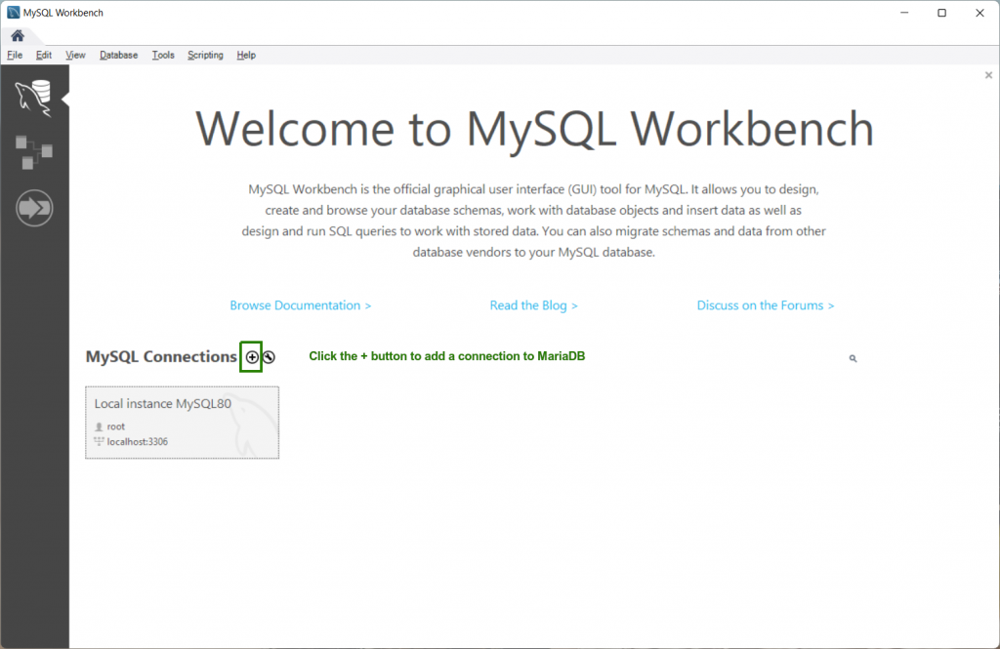 MySQL Workbench
File Edit View Database Tools Scripting Help
Welcome to MySQL Workbench
MySQL Workbench is the official graphical user interface (GUI) tool for MySQL. It allows you to design,
create and browse your database schemas, work with database objects and insert data as well as
design and run SQL queries to work with stored data. You can also migrate schemas and data from other
database vendors to your MySQL database.
Browse Documentation > Read the Blog > Discuss on the Forums >
MySQL Connections Click the + button to add a connection to MariaDB
Local instance MySQL80
root
localhost:3306